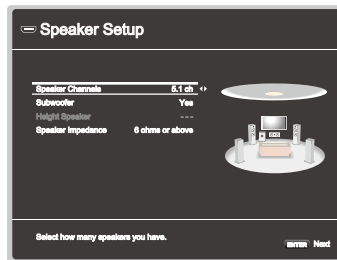 Speaker Setup
Speaker Channels 5.1 ch
Subwoofer Yes
Height Speaker ---
Speaker Impedance 6 ohms or above
Select how many speakers you have.
ENTER Next